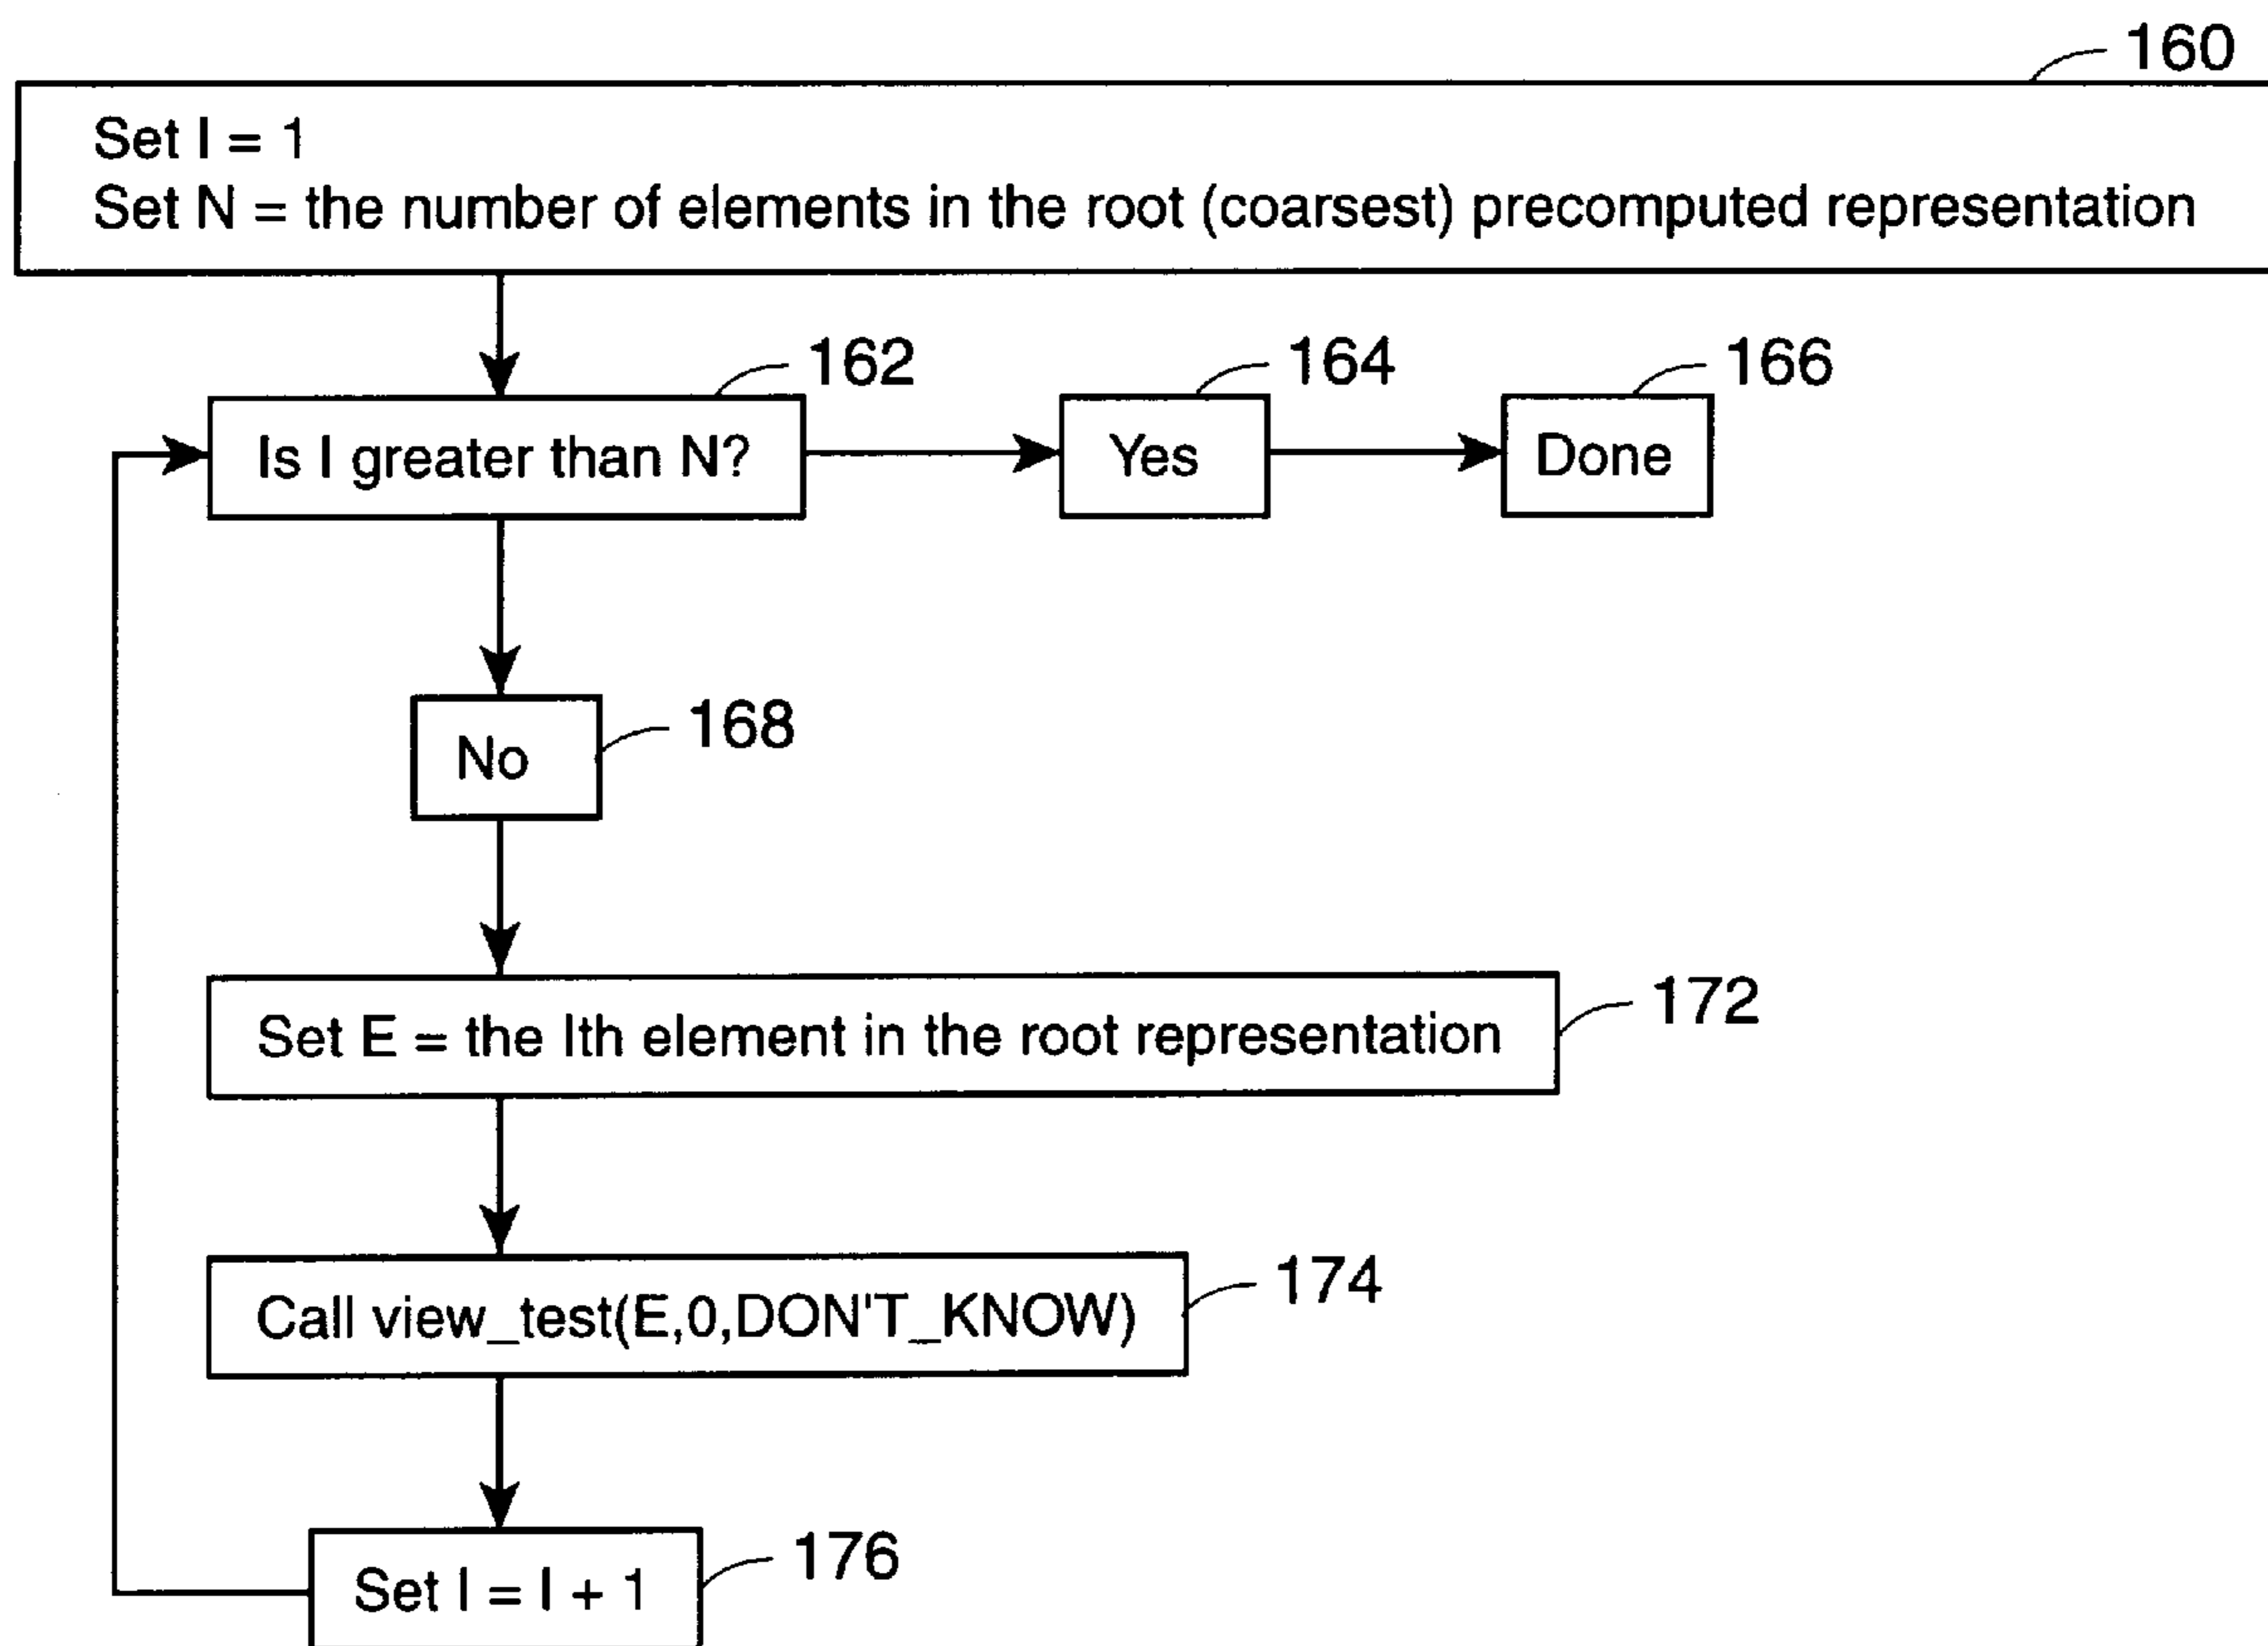 160
Set I = 1
Set N = the number of elements in the root (coarsest) precomputed representation
162
164
166
Is I greater than N?
Yes
Done
168
No
172
Set E = the Ith element in the root representation
174
Call view_test(E,0,DON'T_KNOW)
176
Set I = I + 1